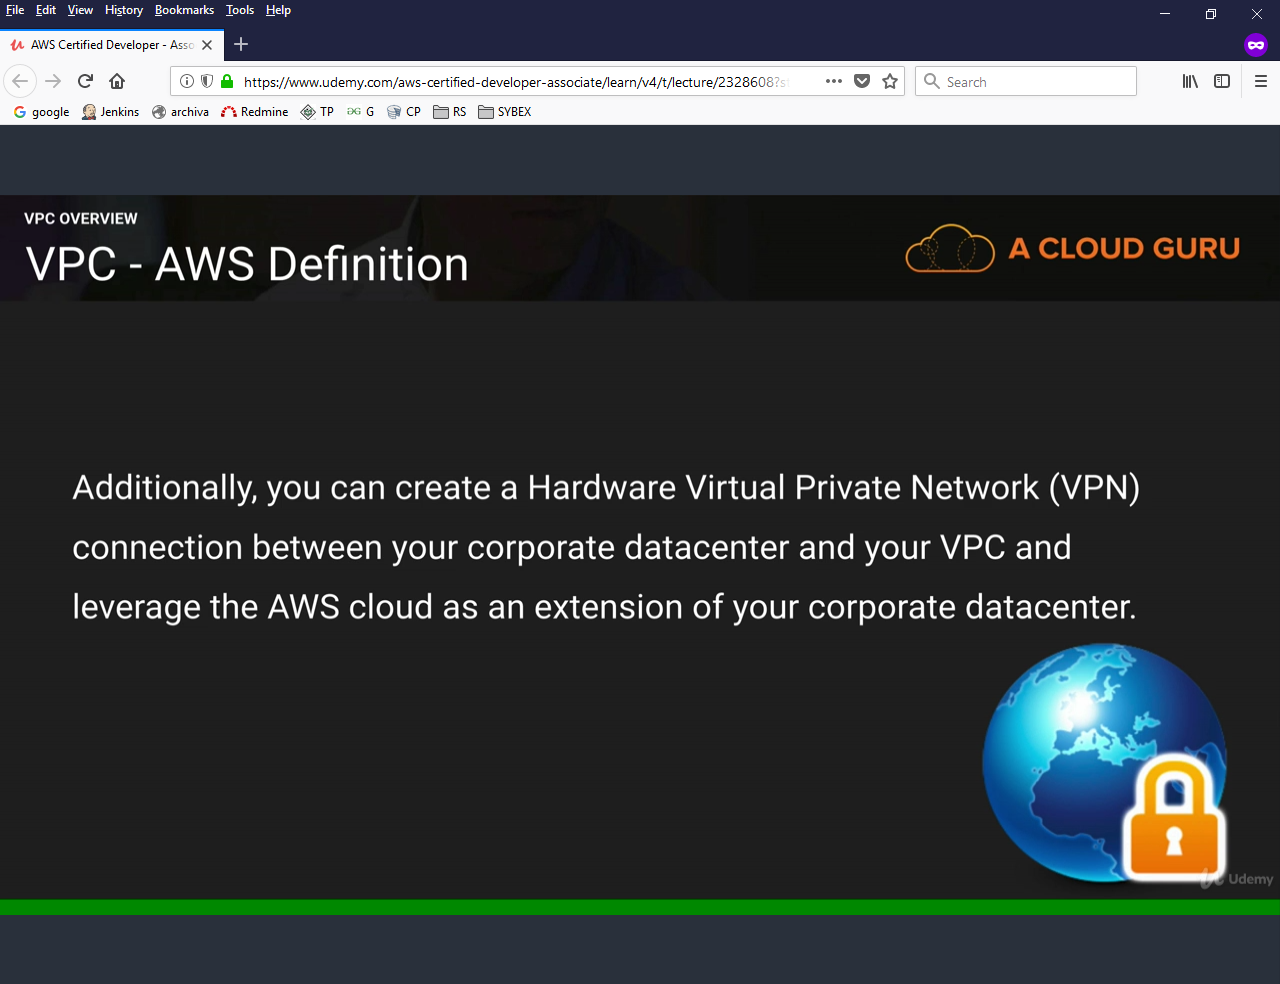 File Edit View History Bookmarks Tools Help
AWS Certified Developer - Asso
https://www.udemy.com/aws-certified-developer-associate/learn/v4/t/lecture/2328608?s
Search
google Jenkins archiva Redmine TP G CP RS SYBEX
VPC OVERVIEW
VPC - AWS Definition
A CLOUD GURU
Additionally, you can create a Hardware Virtual Private Network (VPN)
connection between your corporate datacenter and your VPC and
leverage the AWS cloud as an extension of your corporate datacenter.
Udemy